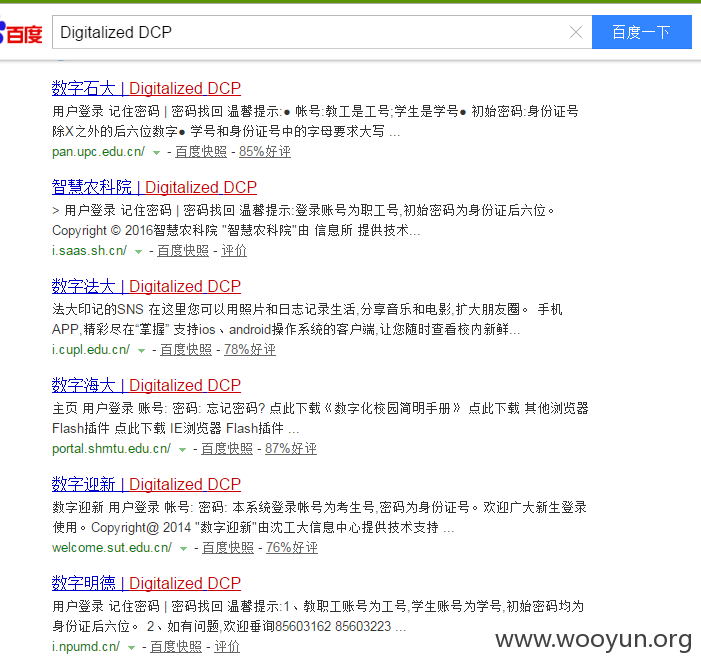 百度 Digitalized DCP 百度一下
数字石大 | Digitalized DCP
用户登录 记住密码 | 密码找回 温馨提示:● 帐号:教工是工号;学生是学号● 初始密码:身份证号
除X之外的后六位数字● 学号和身份证号中的字母要求大写 ...
pan.upc.edu.cn/ - 百度快照 - 85%好评
智慧农科院 | Digitalized DCP
> 用户登录 记住密码 | 密码找回 温馨提示:登录账号为职工号,初始密码为身份证后六位。
Copyright © 2016智慧农科院 "智慧农科院"由 信息所 提供技术...
i.saas.sh.cn/ - 百度快照 - 评价
数字法大 | Digitalized DCP
法大印记的SNS 在这里您可以用照片和日志记录生活,分享音乐和电影,扩大朋友圈。 手机
APP,精彩尽在“掌握” 支持ios、android操作系统的客户端,让您随时查看校内新鲜...
i.cupl.edu.cn/ - 百度快照 - 78%好评
数字海大 | Digitalized DCP
主页 用户登录 账号: 密码: 忘记密码? 点此下载《数字化校园简明手册》 点此下载 其他浏览器
Flash插件 点此下载 IE浏览器 Flash插件 ...
portal.shmtu.edu.cn/ - 百度快照 - 87%好评
数字迎新 | Digitalized DCP
数字迎新 用户登录 帐号: 密码: 本系统登录帐号为考生号,密码为身份证号。欢迎广大新生登录
使用。Copyright@ 2014 "数字迎新"由沈工大信息中心提供技术支持 ...
welcome.sut.edu.cn/ - 百度快照 - 76%好评
数字明德 | Digitalized DCP
用户登录 记住密码 | 密码找回 温馨提示:1、教职工账号为工号,学生账号为学号,初始密码均为
身份证后六位。 2、如有问题,欢迎垂询85603162 85603223 ...
i.npumd.cn/ - 百度快照 - 评价
www.wooyun.org